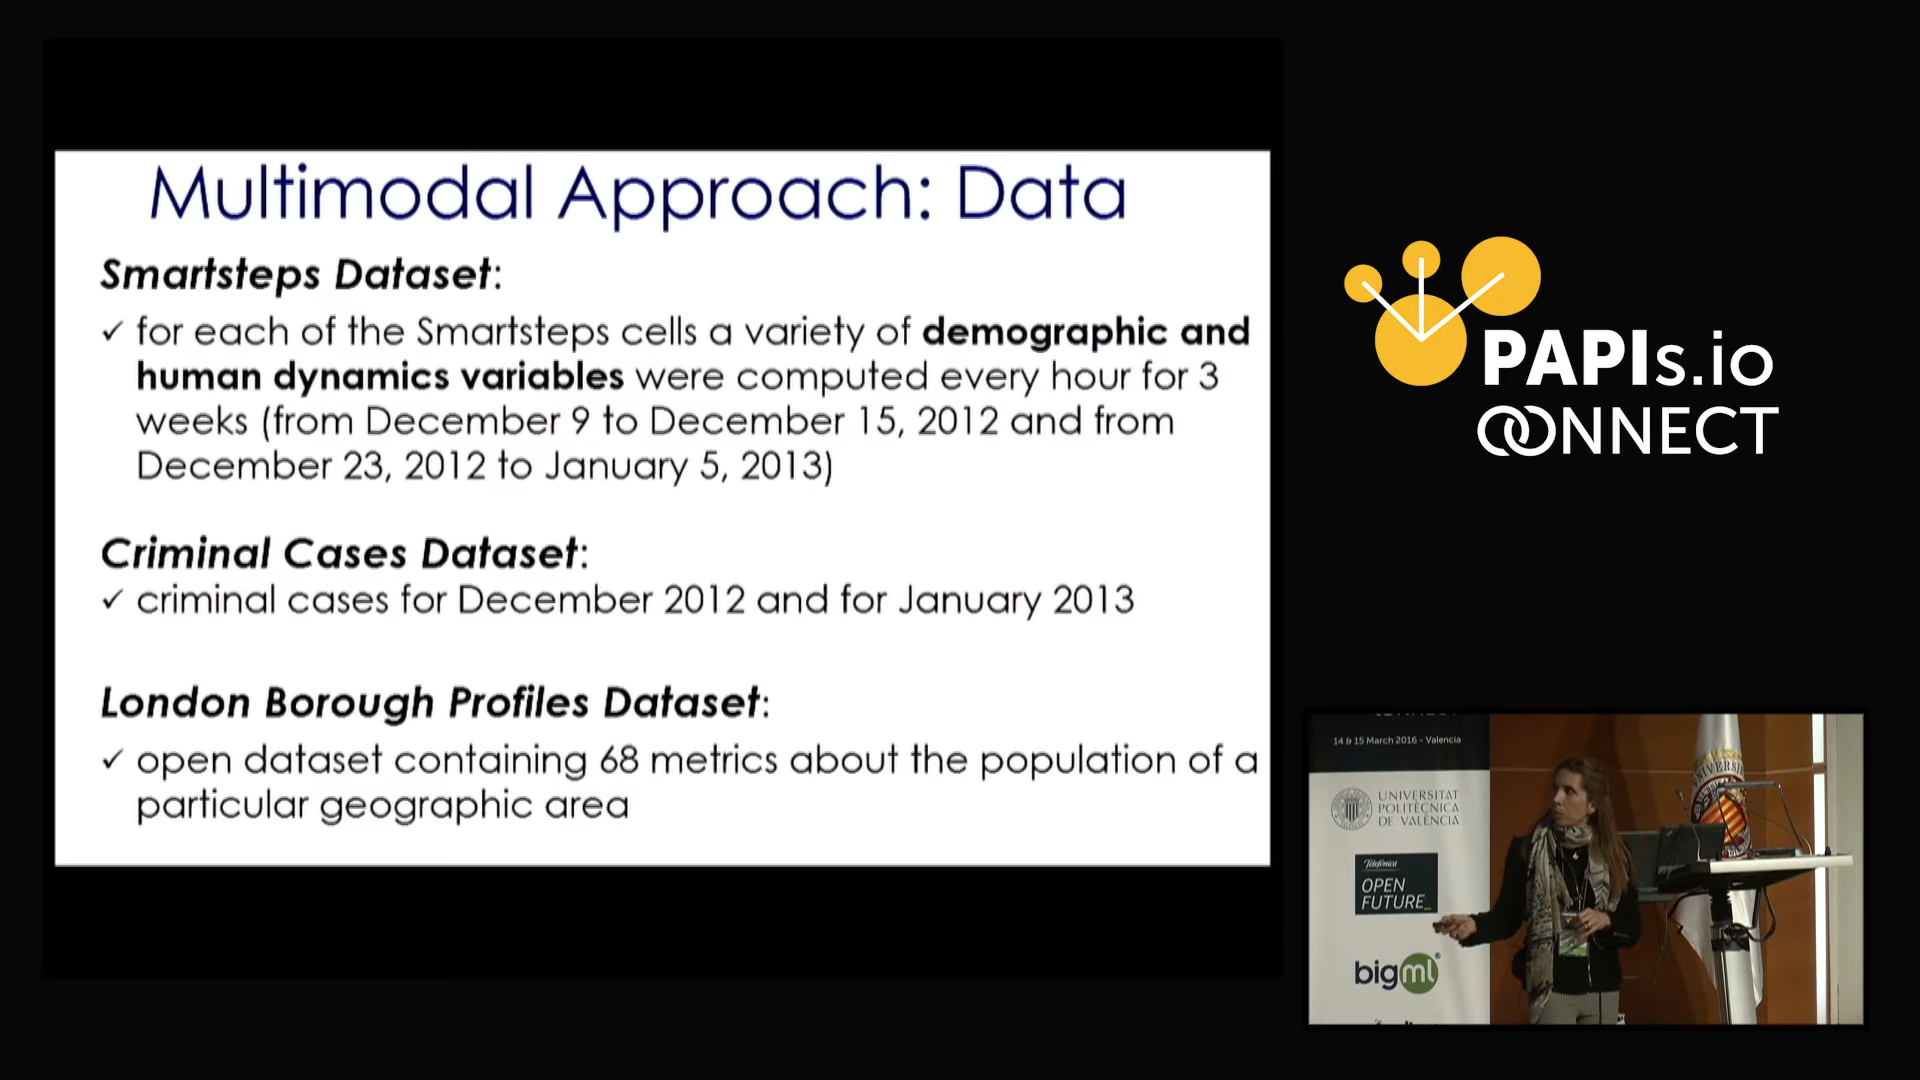 Multimodal Approach: Data
Smartsteps Dataset:
✓ for each of the Smartsteps cells a variety of demographic and
human dynamics variables were computed every hour for 3
weeks (from December 9 to December 15, 2012 and from
December 23, 2012 to January 5, 2013)
Criminal Cases Dataset:
✓ criminal cases for December 2012 and for January 2013
London Borough Profiles Dataset:
✓ open dataset containing 68 metrics about the population of a
particular geographic area
PAPIs.io
CONNECT
14 & 15 March 2016 - Valencia
UNIVERSITAT
POLITÈCNICA
DE VALÈNCIA
Telefónica
OPEN
FUTURE_
bigml